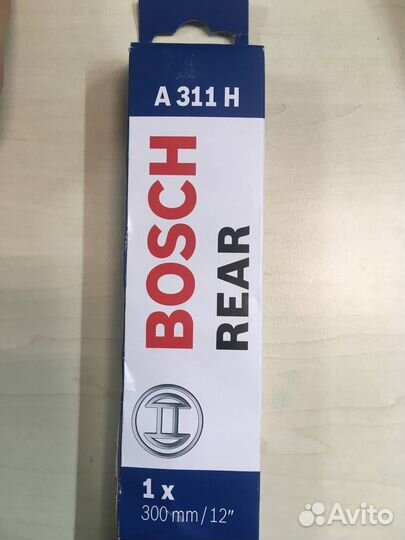 A 311 H
BOSCH
REAR
1 x
300 mm / 12"
Avito